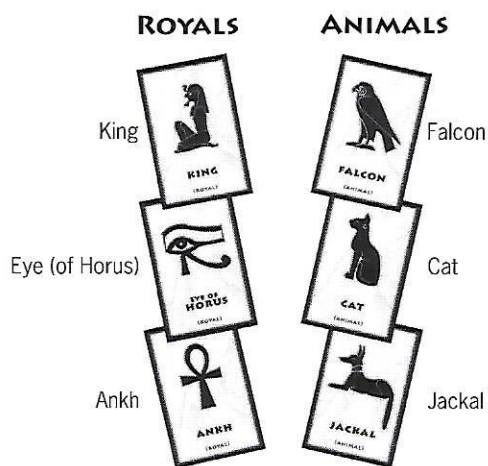 ROYALS ANIMALS
King
KING
(ROYAL)
FALCON
(ANIMAL)
Falcon
Eye (of Horus)
EYE OF
HORUS
(ROYAL)
CAT
(ANIMAL)
Cat
Ankh
ANKH
(ROYAL)
JACKAL
(ANIMAL)
Jackal